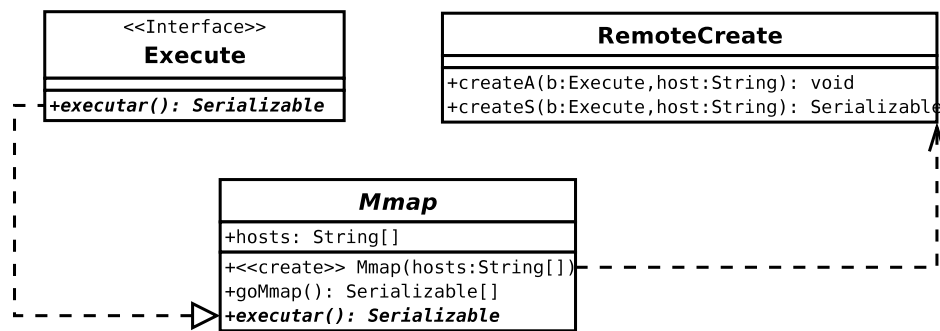 <<Interface>>
Execute
+executar(): Serializable
RemoteCreate
+createA(b:Execute,host:String): void
+createS(b:Execute,host:String): Serializable
Mmap
+hosts: String[]
+<<create>> Mmap(hosts:String[])
+goMmap(): Serializable[]
+executar(): Serializable